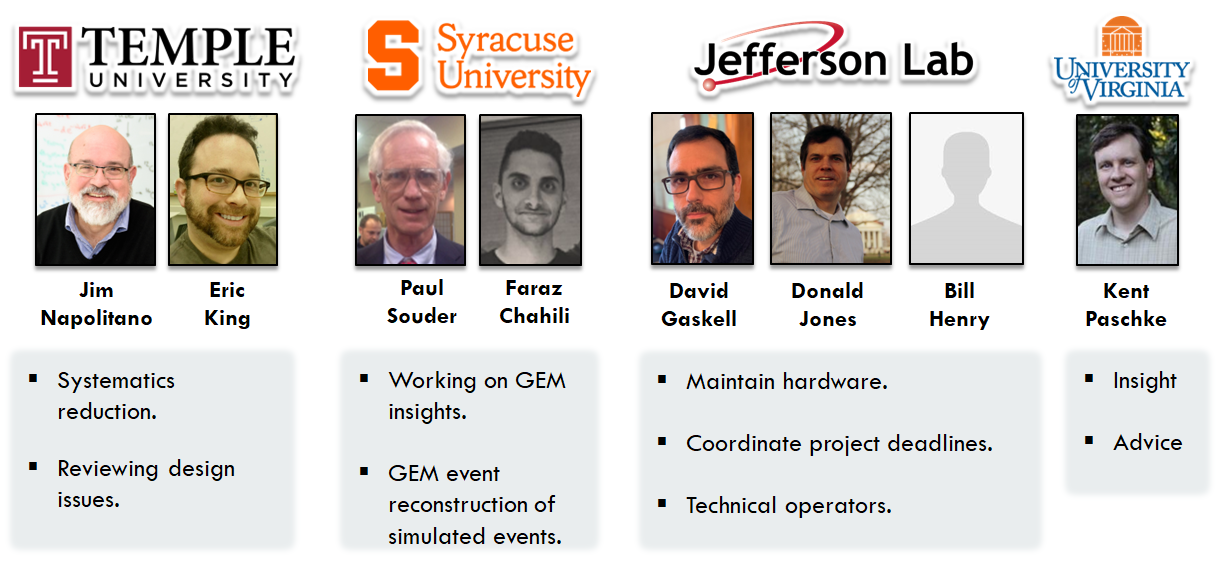 TEMPLE
UNIVERSITY
Syracuse
University
Jefferson Lab
UNIVERSITY
of VIRGINIA
Jim
Napolitano
Eric
King
Paul
Souder
Faraz
Chahili
David
Gaskell
Donald
Jones
Bill
Henry
Kent
Paschke
▪ Systematics
reduction.
▪ Reviewing design
issues.
▪ Working on GEM
insights.
▪ GEM event
reconstruction of
simulated events.
▪ Maintain hardware.
▪ Coordinate project deadlines.
▪ Technical operators.
▪ Insight
▪ Advice